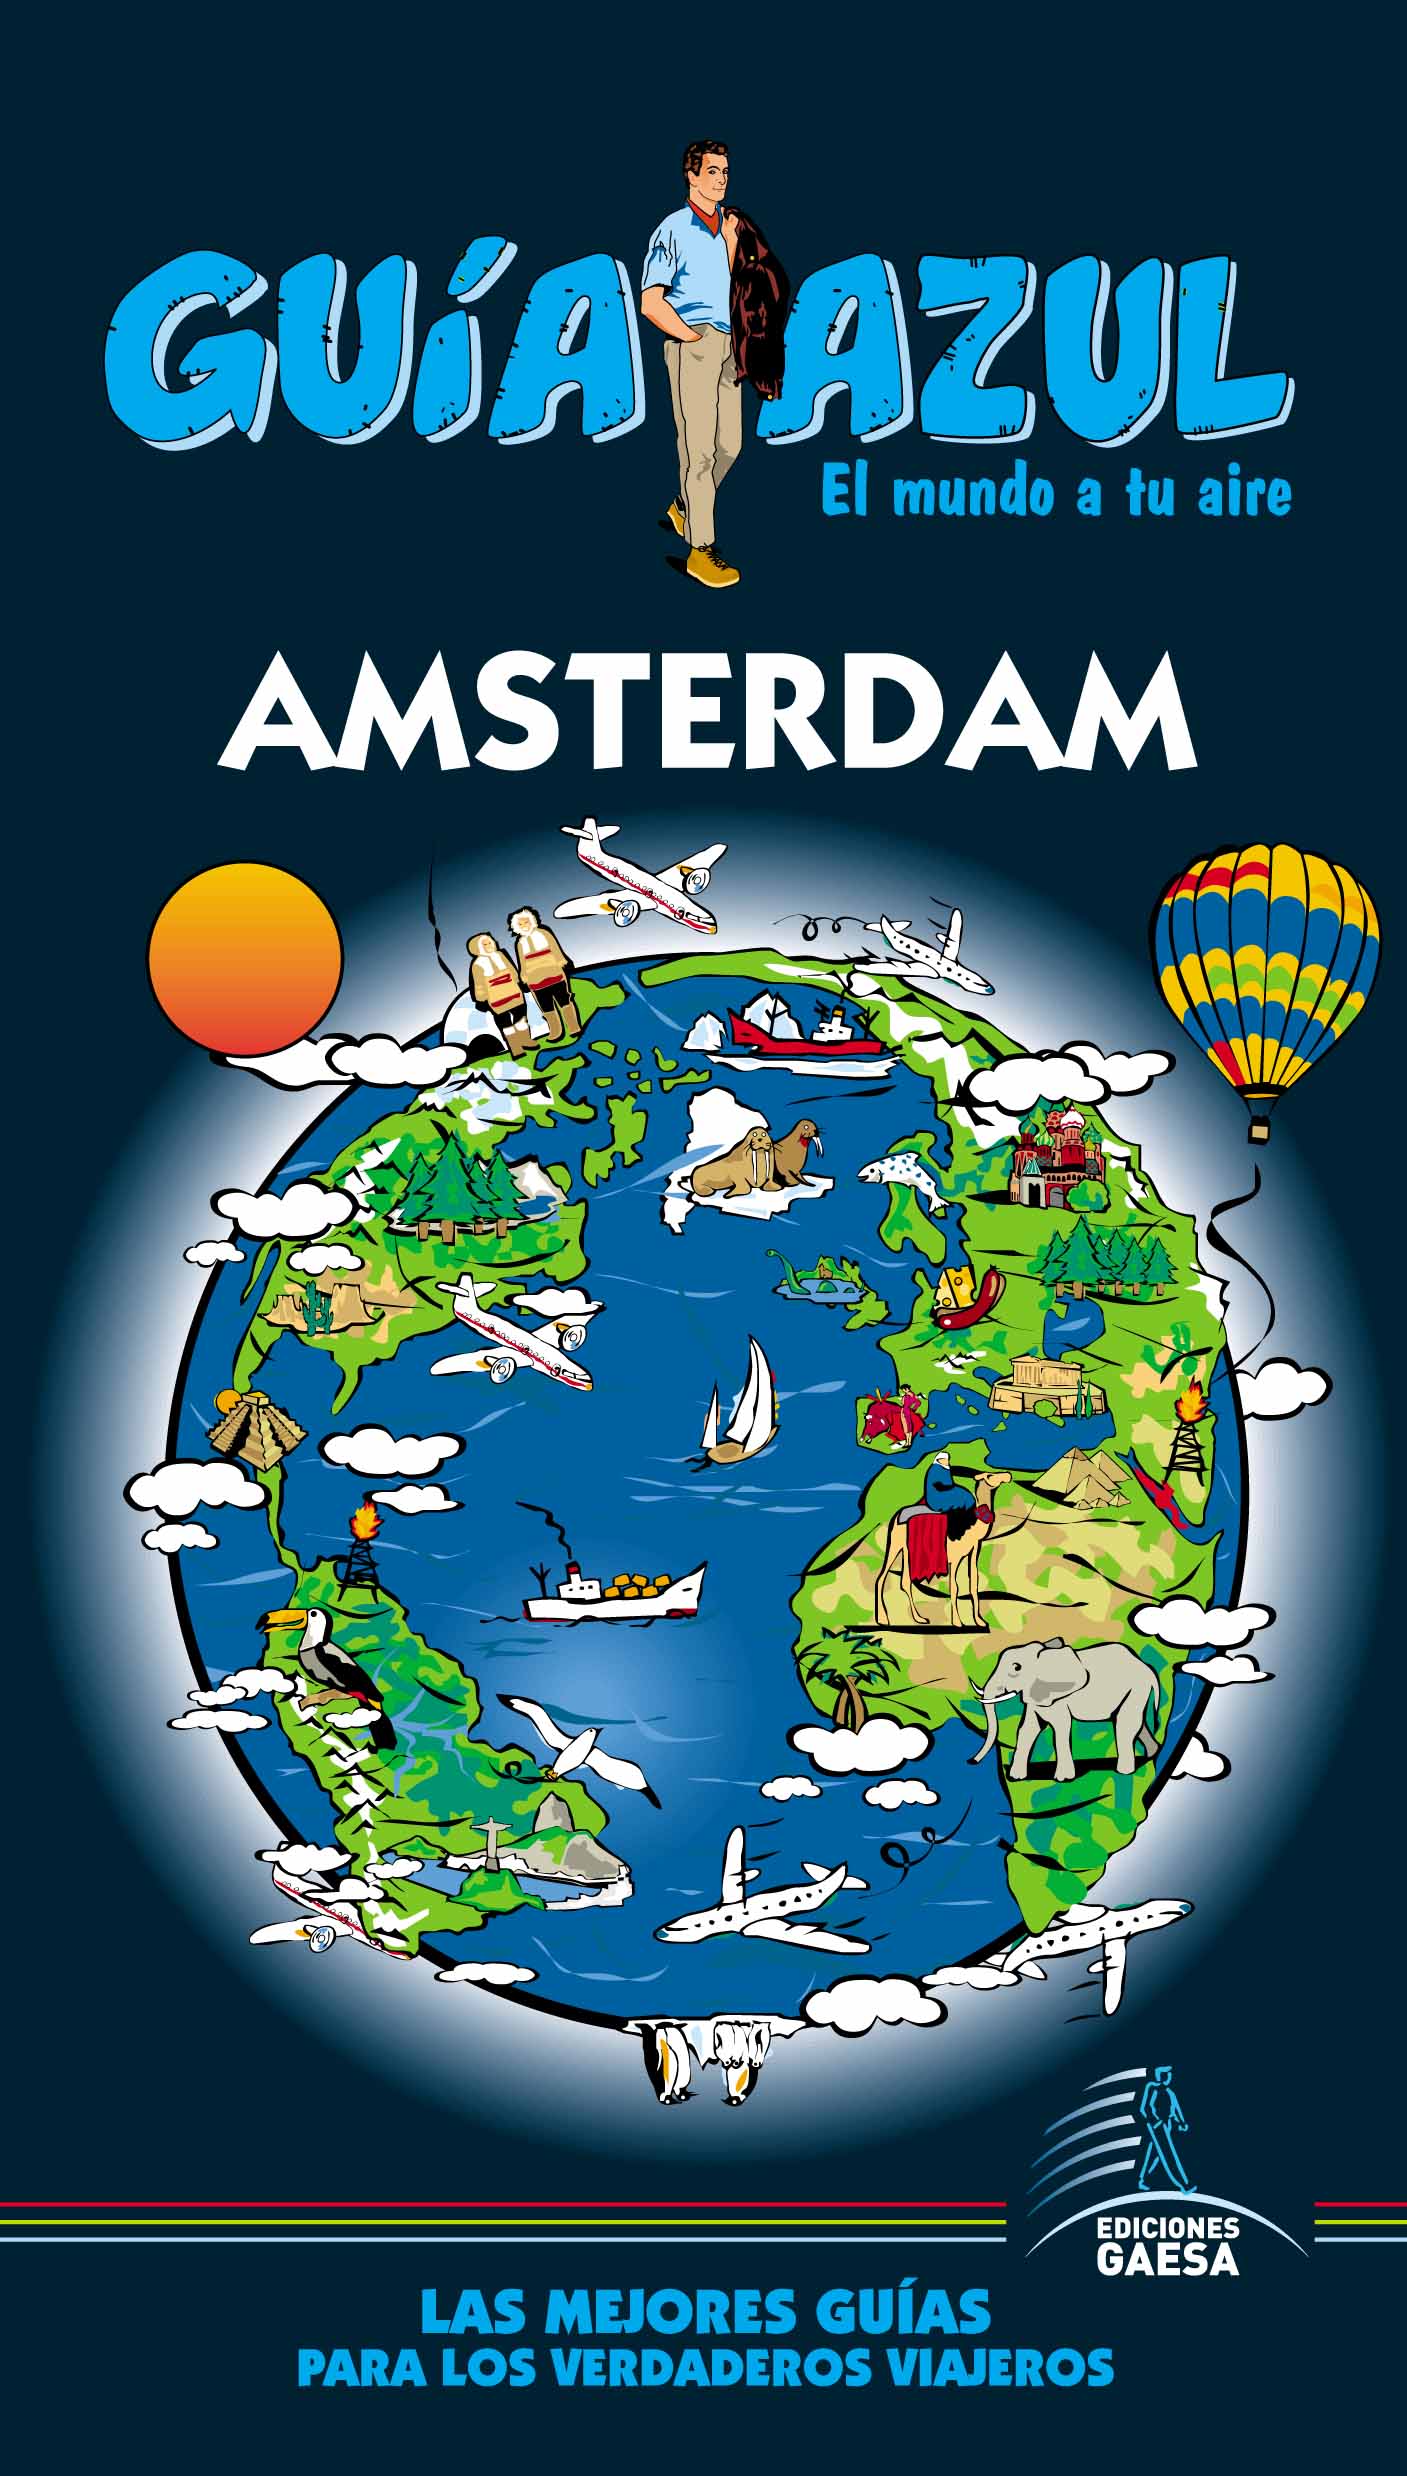 GUÍA AZUL
El mundo a tu aire
AMSTERDAM
EDICIONES
GAESA
LAS MEJORES GUÍAS
PARA LOS VERDADEROS VIAJEROS